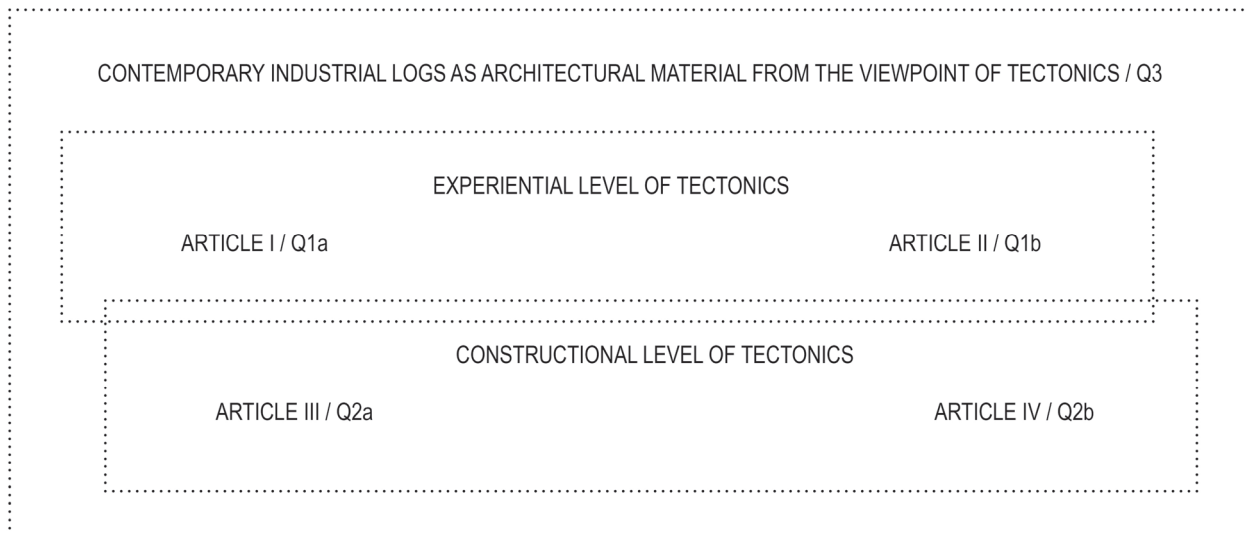 CONTEMPORARY INDUSTRIAL LOGS AS ARCHITECTURAL MATERIAL FROM THE VIEWPOINT OF TECTONICS / Q3
EXPERIENTIAL LEVEL OF TECTONICS
ARTICLE I / Q1a
ARTICLE II / Q1b
CONSTRUCTIONAL LEVEL OF TECTONICS
ARTICLE III / Q2a
ARTICLE IV / Q2b